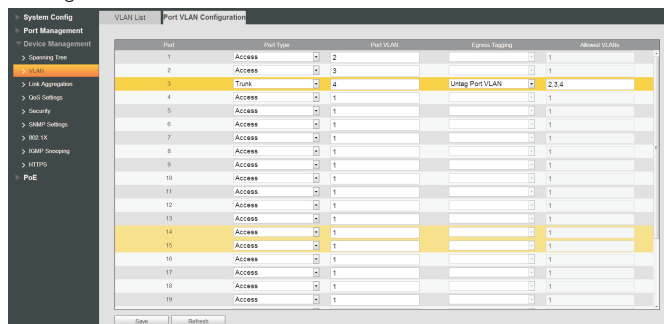 System Config
Port Management
Device Management
Spanning Tree
VLAN
Link Aggregation
QoS Settings
Security
SNMP Settings
802.1X
IGMP Snooping
HTTPS
PoE
VLAN List Port VLAN Configuration
Port Port Type Port VLAN Egress Tagging Allowed VLANs
1 Access 2 1
2 Access 3 1
3 Trunk 4 Untag Port VLAN 2,3,4
4 Access 1 1
5 Access 1 1
6 Access 1 1
7 Access 1 1
8 Access 1 1
9 Access 1 1
10 Access 1 1
11 Access 1 1
12 Access 1 1
13 Access 1 1
14 Access 1 1
15 Access 1 1
16 Access 1 1
17 Access 1 1
18 Access 1 1
19 Access 1 1
Save Refresh